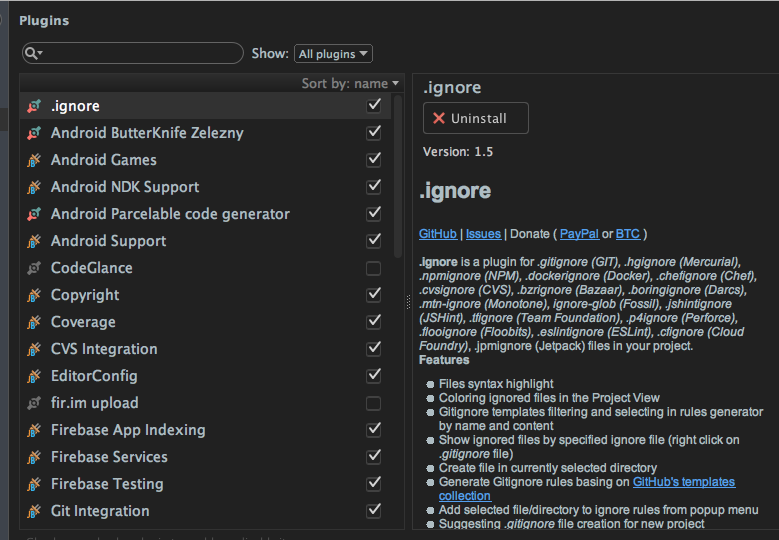 Plugins
Show: All plugins
Sort by: name
.ignore
Android ButterKnife Zelezny
Android Games
Android NDK Support
Android Parcelable code generator
Android Support
CodeGlance
Copyright
Coverage
CVS Integration
EditorConfig
fir.im upload
Firebase App Indexing
Firebase Services
Firebase Testing
Git Integration
.ignore
Uninstall
Version: 1.5
.ignore
GitHub | Issues | Donate ( PayPal or BTC )
.ignore is a plugin for .gitignore (GIT), .hgignore (Mercurial),
.npmignore (NPM), .dockerignore (Docker), .chefignore (Chef),
.cvsignore (CVS), .bzrignore (Bazaar), .boringignore (Darcs),
.mtn-ignore (Monotone), ignore-glob (Fossil), .jshintignore
(JSHint), .tfignore (Team Foundation), .p4ignore (Perforce),
.flooignore (Floobits), .eslintignore (ESLint), .cfignore (Cloud
Foundry), .jpmignore (Jetpack) files in your project.
Features
Files syntax highlight
Coloring ignored files in the Project View
Gitignore templates filtering and selecting in rules generator
by name and content
Show ignored files by specified ignore file (right click on
.gitignore file)
Create file in currently selected directory
Generate Gitignore rules basing on GitHub's templates
collection
Add selected file/directory to ignore rules from popup menu
Suggesting .gitignore file creation for new project